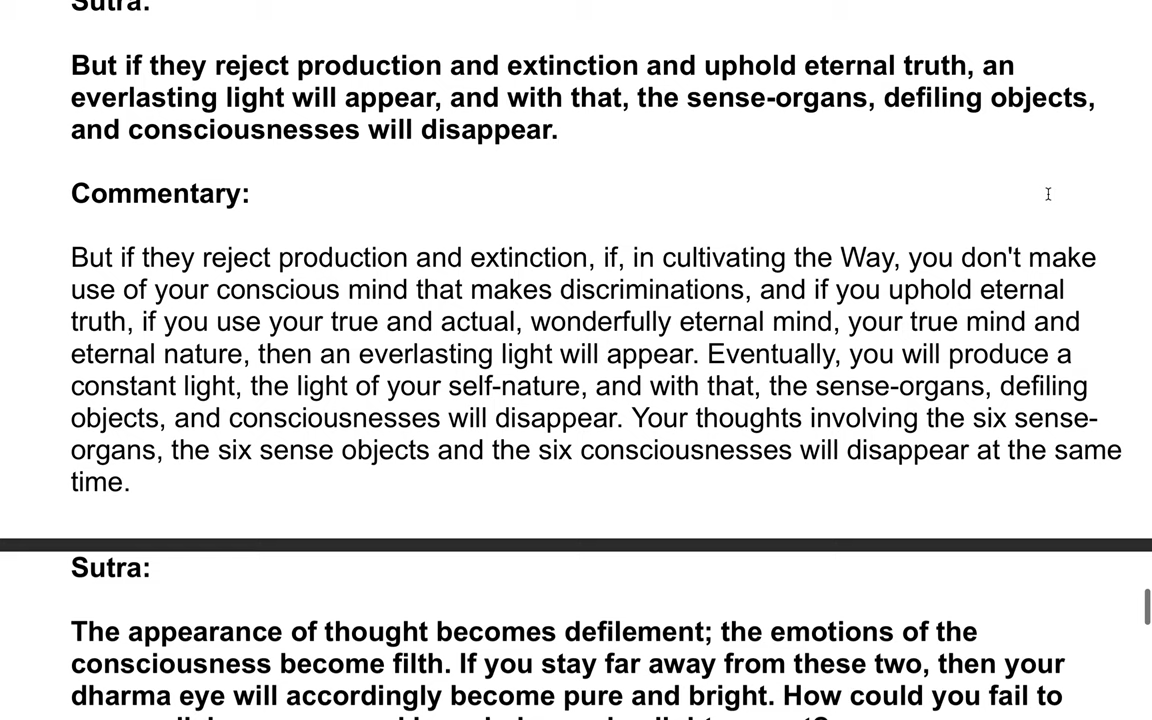 Sutra:
But if they reject production and extinction and uphold eternal truth, an
everlasting light will appear, and with that, the sense-organs, defiling objects,
and consciousnesses will disappear.
Commentary:
But if they reject production and extinction, if, in cultivating the Way, you don't make
use of your conscious mind that makes discriminations, and if you uphold eternal
truth, if you use your true and actual, wonderfully eternal mind, your true mind and
eternal nature, then an everlasting light will appear. Eventually, you will produce a
constant light, the light of your self-nature, and with that, the sense-organs, defiling
objects, and consciousnesses will disappear. Your thoughts involving the six sense-
organs, the six sense objects and the six consciousnesses will disappear at the same
time.
Sutra:
The appearance of thought becomes defilement; the emotions of the
consciousness become filth. If you stay far away from these two, then your
dharma eye will accordingly become pure and bright. How could you fail to